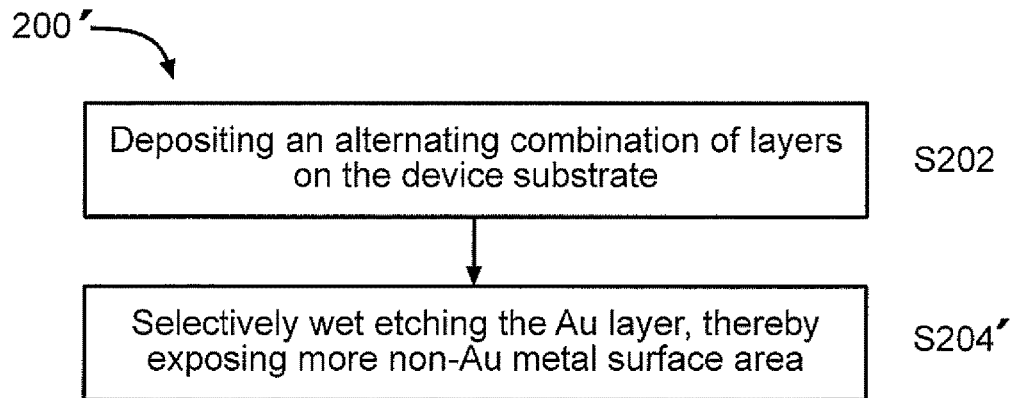 200′
Depositing an alternating combination of layers
on the device substrate
S202
Selectively wet etching the Au layer, thereby
exposing more non-Au metal surface area
S204′